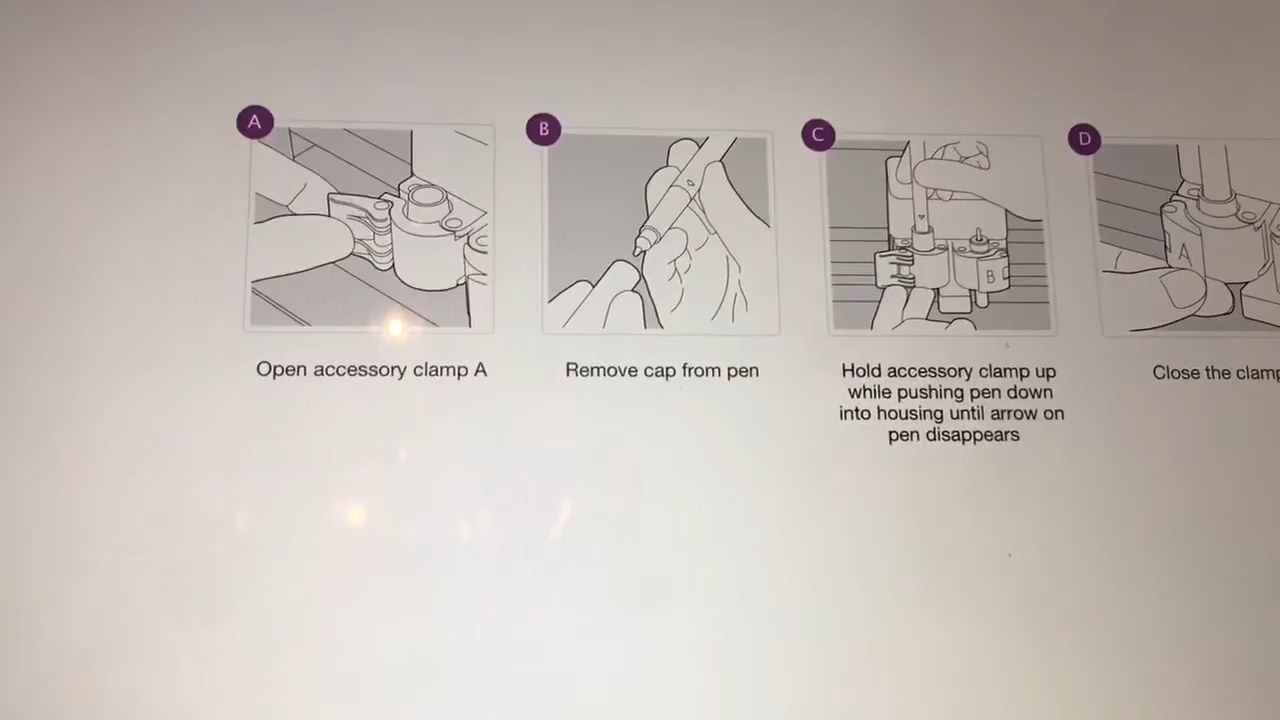 A
B
C
D
A
B
Open accessory clamp A
Remove cap from pen
Hold accessory clamp up
while pushing pen down
into housing until arrow on
pen disappears
Close the clamp